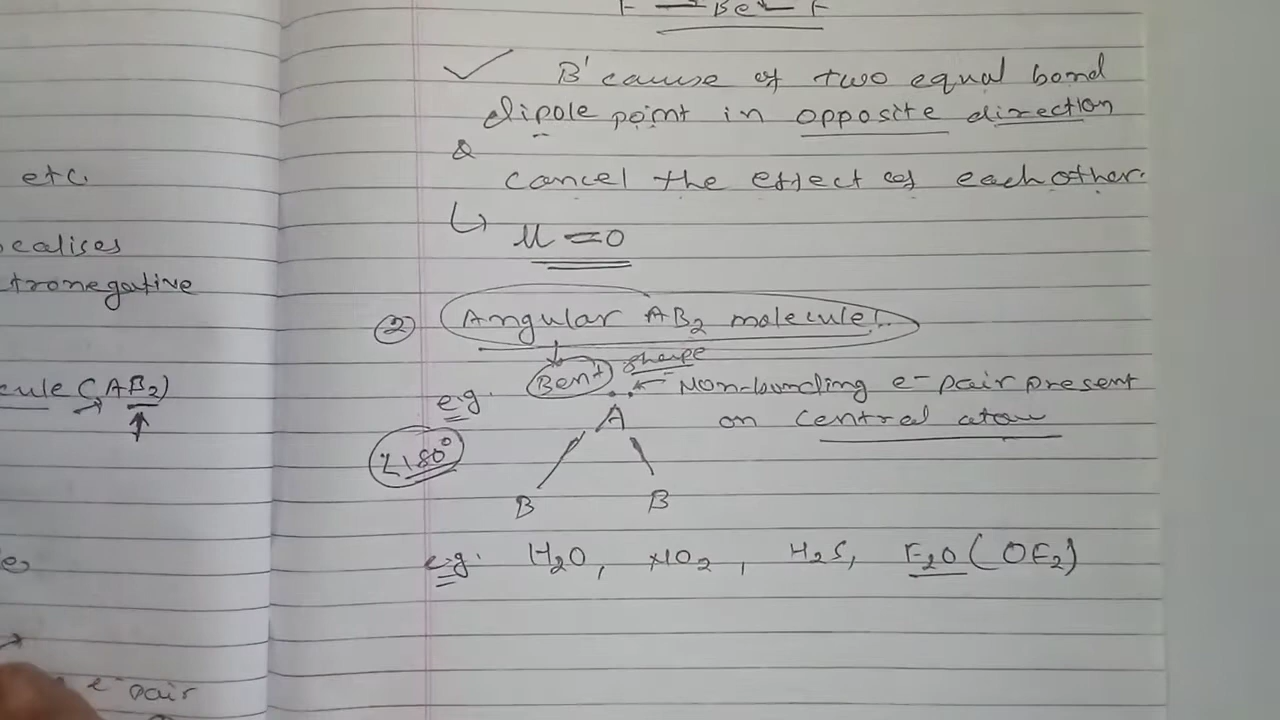 etc.
ealises
tronegative
cule (AB₂)
e-pair
F — Be — F
✓ B'cause of two equal bond
dipole point in opposite direction
&
cancel the effect of each other.
↳ μ = 0
② Angular AB₂ molecule!
Bent shape
e.g. ← Non-bonding e- pair present
A on central atom
<180°
B B
e.g. H₂O, NO₂, H₂S, F₂O (OF₂)